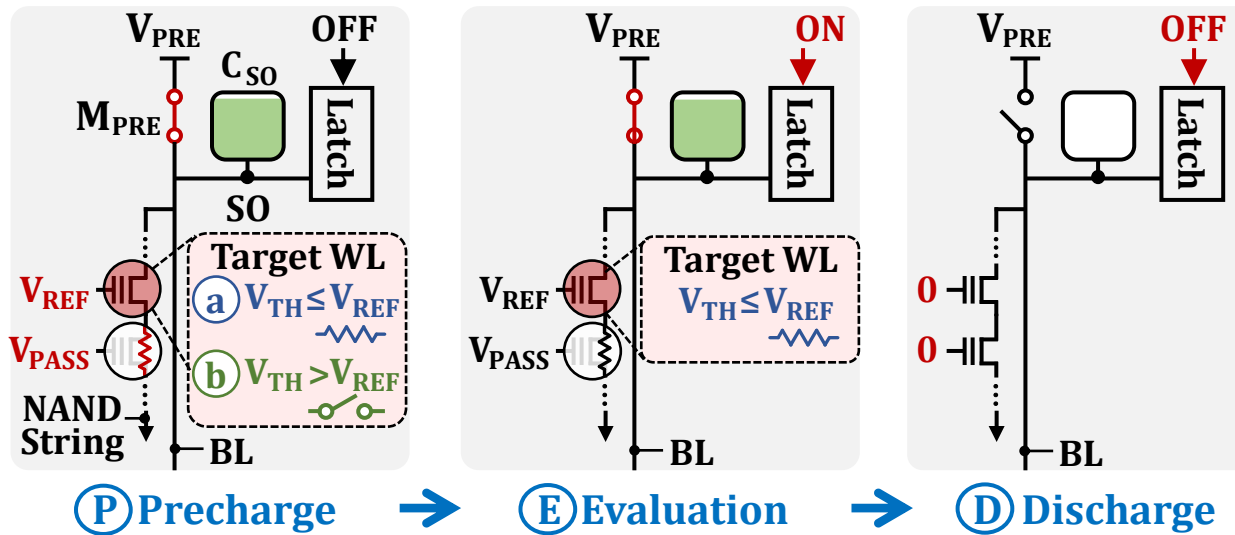 V_PRE
OFF
C_SO
M_PRE
Latch
SO
Target WL
V_REF
a V_TH ≤ V_REF
V_PASS
b V_TH > V_REF
NAND
String
BL
P Precharge
V_PRE
ON
Latch
Target WL
V_REF
V_TH ≤ V_REF
V_PASS
BL
E Evaluation
V_PRE
OFF
Latch
0
0
BL
D Discharge